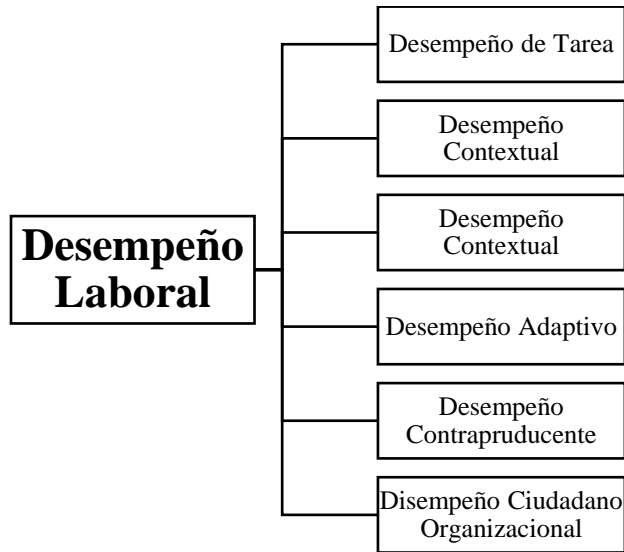 Desempeño
Laboral
Desempeño de Tarea
Desempeño
Contextual
Desempeño
Contextual
Desempeño Adaptivo
Desempeño
Contrapruducente
Disempeño Ciudadano
Organizacional